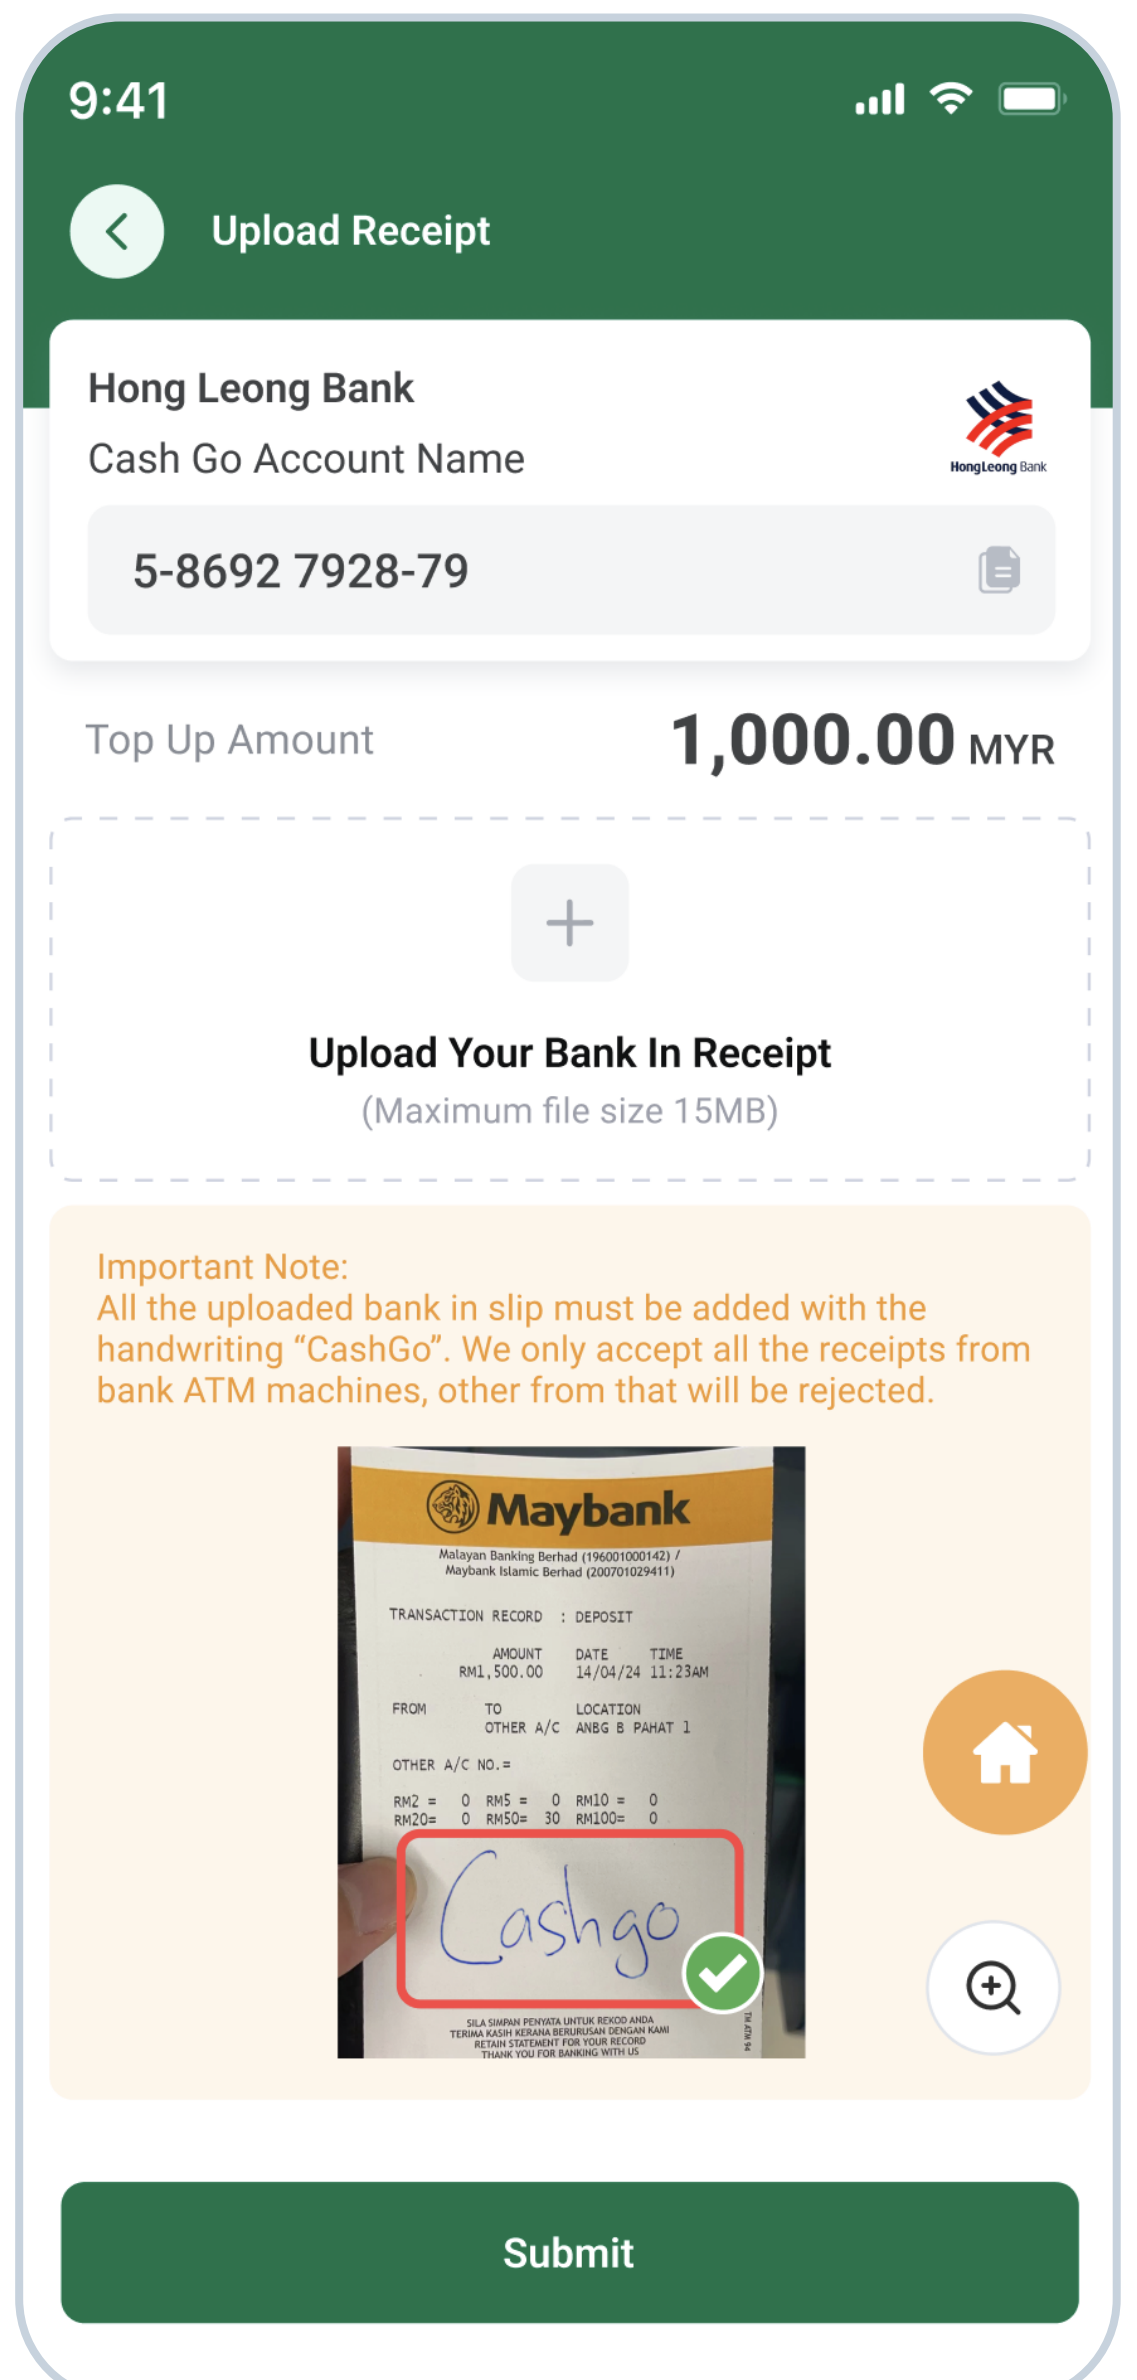 9:41
Upload Receipt
Hong Leong Bank
Cash Go Account Name
HongLeong Bank
5-8692 7928-79
Top Up Amount
1,000.00 MYR
Upload Your Bank In Receipt
(Maximum file size 15MB)
Important Note:
All the uploaded bank in slip must be added with the
handwriting “CashGo”. We only accept all the receipts from
bank ATM machines, other from that will be rejected.
Maybank
Malayan Banking Berhad (196001000142) /
Maybank Islamic Berhad (200701029411)
TRANSACTION RECORD : DEPOSIT
AMOUNT DATE TIME
RM1,500.00 14/04/24 11:23AM
FROM TO LOCATION
OTHER A/C ANBG B PAHAT 1
OTHER A/C NO.=
RM2 = 0 RM5 = 0 RM10 = 0
RM20= 0 RM50= 30 RM100= 0
Cashgo
SILA SIMPAN PENYATA UNTUK REKOD ANDA
TERIMA KASIH KERANA BERURUSAN DENGAN KAMI
RETAIN STATEMENT FOR YOUR RECORD
THANK YOU FOR BANKING WITH US
TM ATM 94
Submit